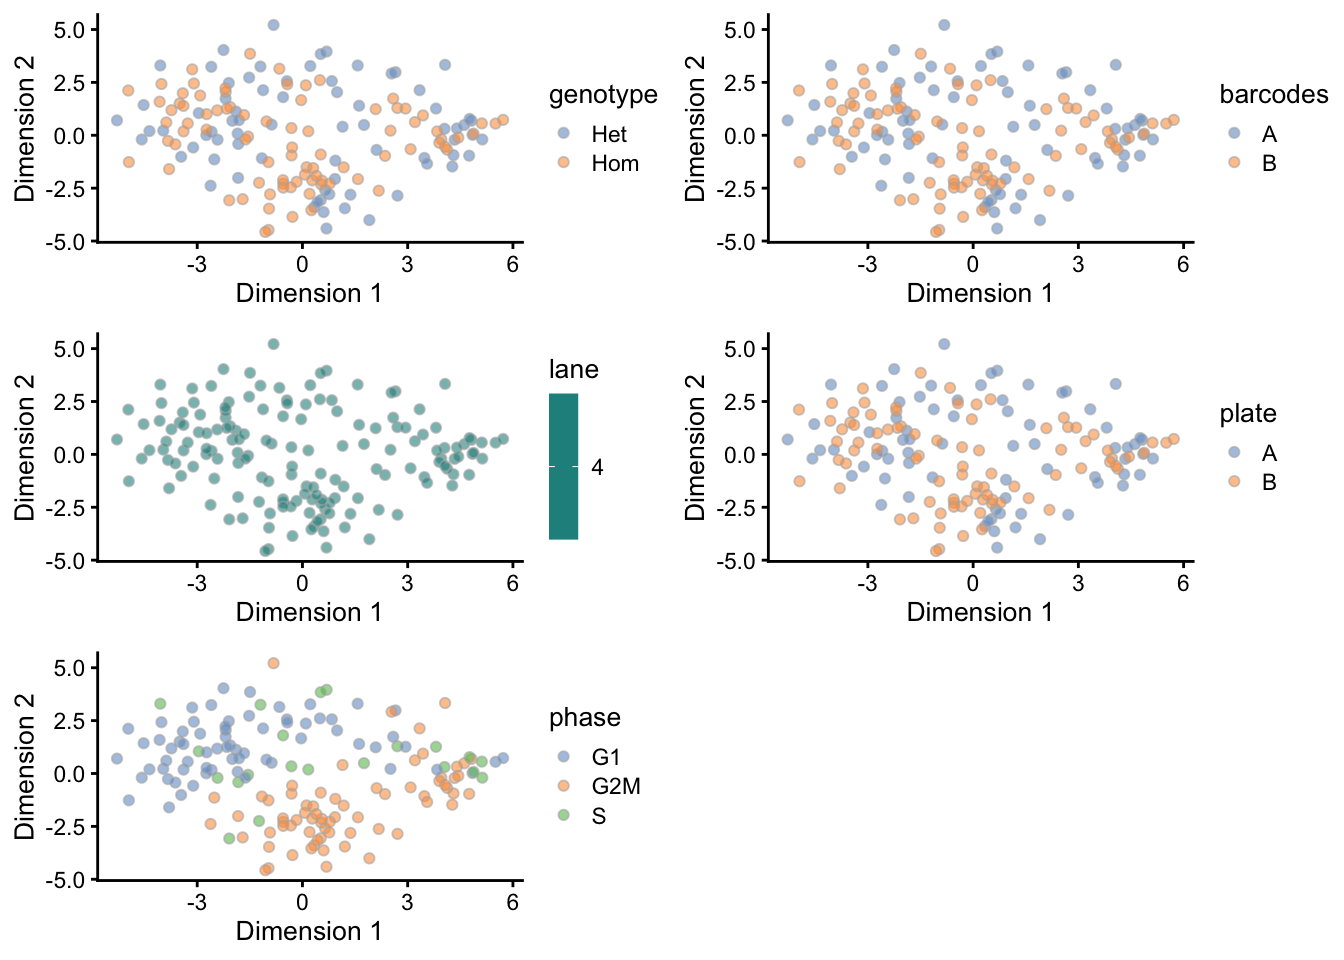 5.0
2.5
0.0
-2.5
-5.0
Dimension 2
-3 0 3 6
Dimension 1
genotype
Het
Hom
5.0
2.5
0.0
-2.5
-5.0
Dimension 2
-3 0 3 6
Dimension 1
barcodes
A
B
5.0
2.5
0.0
-2.5
-5.0
Dimension 2
-3 0 3 6
Dimension 1
lane
4
5.0
2.5
0.0
-2.5
-5.0
Dimension 2
-3 0 3 6
Dimension 1
plate
A
B
5.0
2.5
0.0
-2.5
-5.0
Dimension 2
-3 0 3 6
Dimension 1
phase
G1
G2M
S